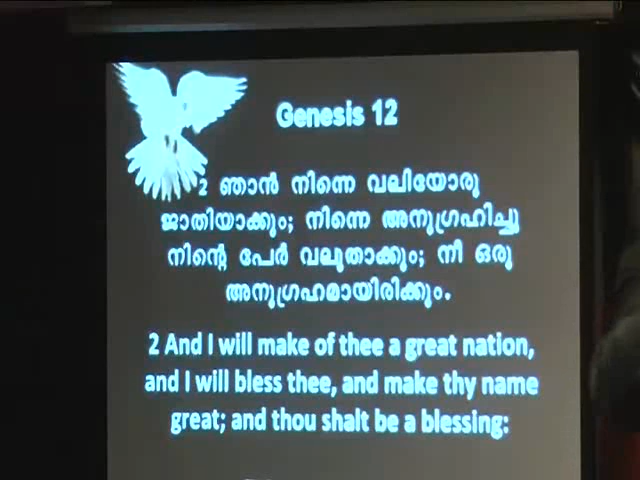 Genesis 12
2 ഞാൻ നിന്നെ വലിയോരു
ജാതിയാക്കും; നിന്നെ അനുഗ്രഹിച്ചു
നിന്റെ പേർ വലുതാക്കും; നീ ഒരു
അനുഗ്രഹമായിരിക്കും.
2 And I will make of thee a great nation,
and I will bless thee, and make thy name
great; and thou shalt be a blessing: